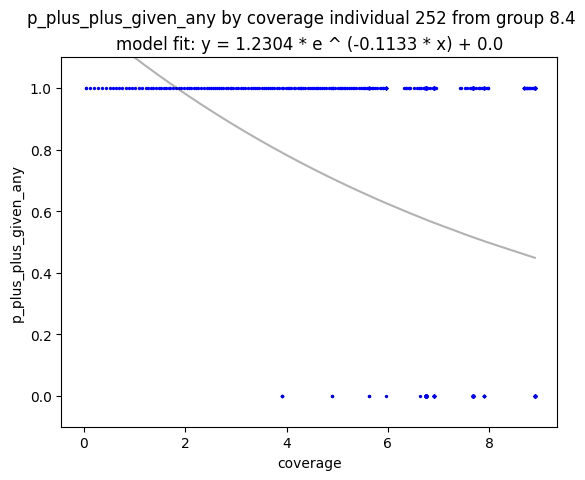 p_plus_plus_given_any by coverage individual 252 from group 8.4
model fit: y = 1.2304 * e ^ (-0.1133 * x) + 0.0
1.0
0.8
0.6
0.4
0.2
0.0
p_plus_plus_given_any
0 2 4 6 8
coverage